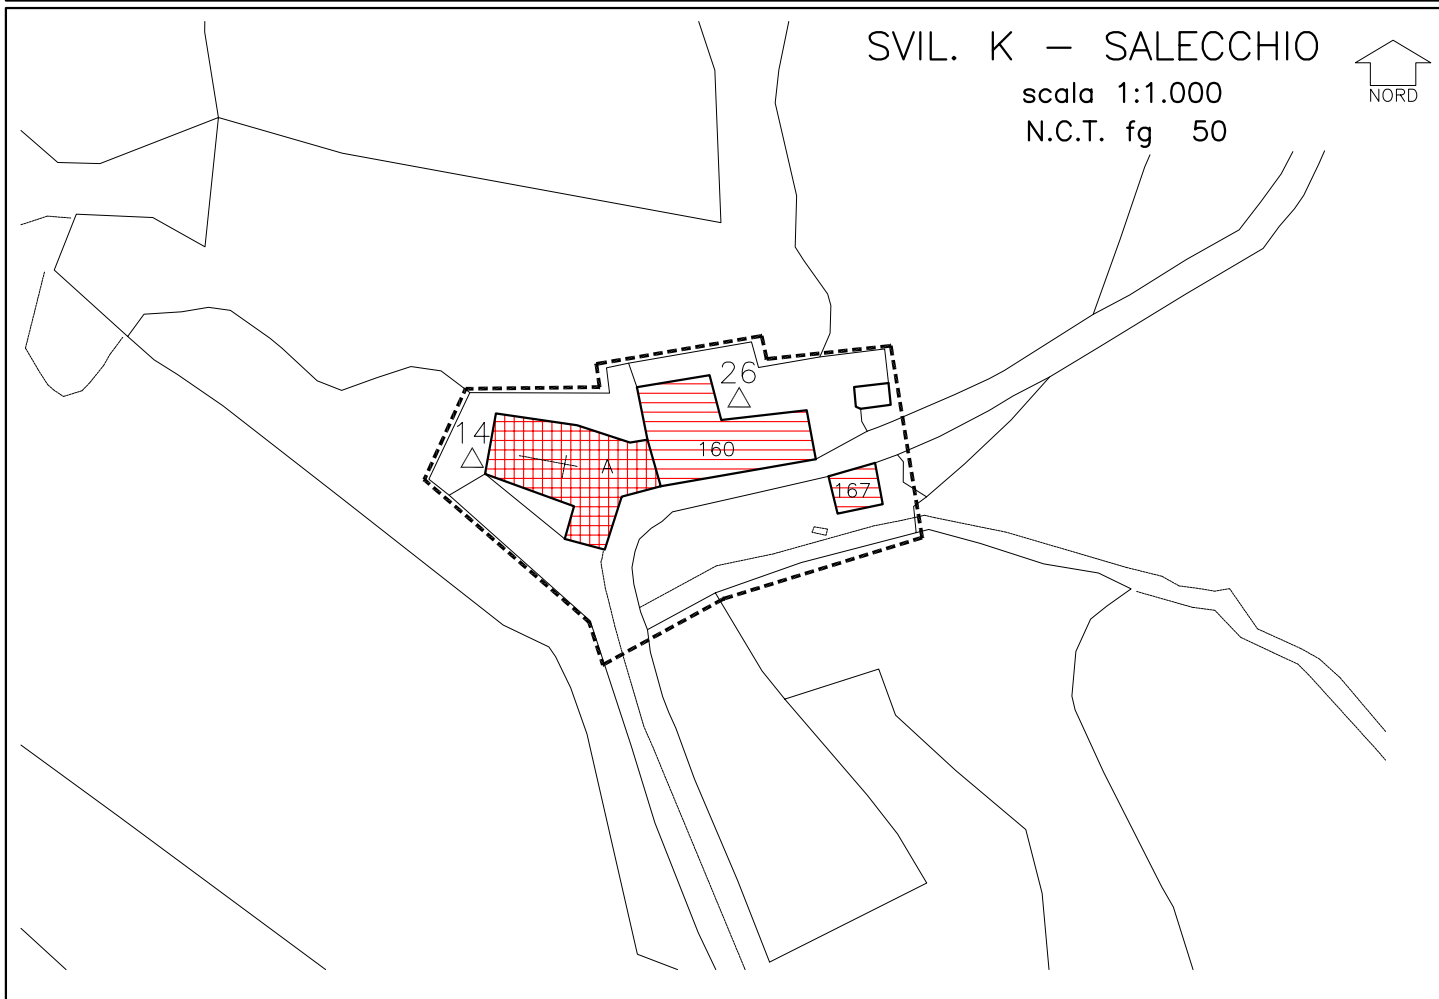 SVIL. K – SALECCHIO
scala 1:1.000
N.C.T. fg 50
NORD
26
14
A
160
167